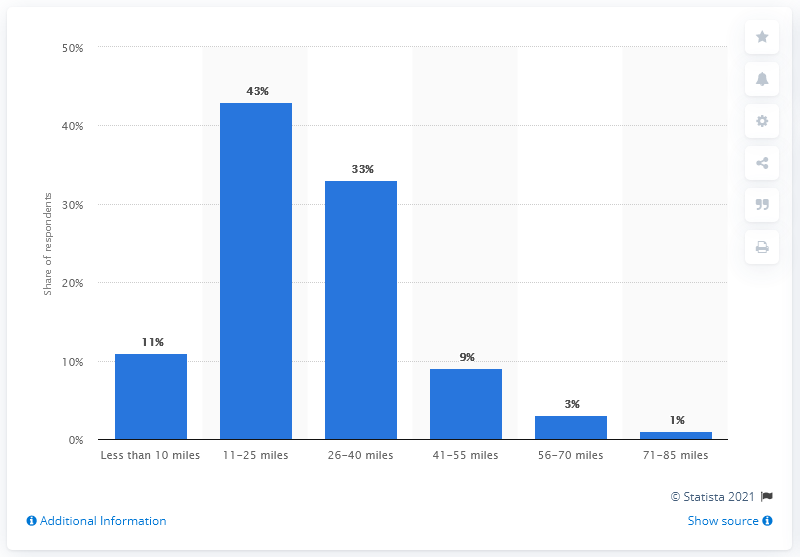 50%
43%
40%
33%
30%
Share of respondents
20%
11%
10%
9%
3%
1%
0%
Less than 10 miles
11–25 miles
26–40 miles
41–55 miles
56–70 miles
71–85 miles
© Statista 2021
Additional Information
Show source